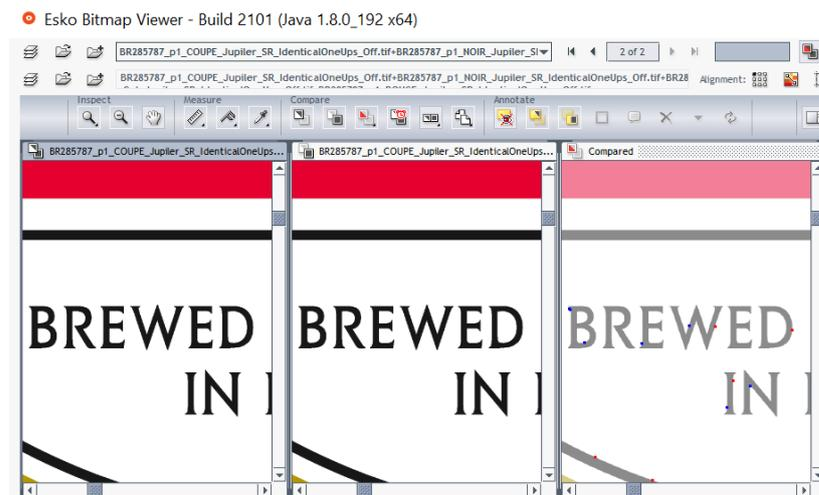 Esko Bitmap Viewer - Build 2101 (Java 1.8.0_192 x64)
BR285787_p1_COUPE_Jupiler_SR_IdenticalOneUps_Off.tif+BR285787_p1_NOIR_Jupiler_SI
2 of 2
BR285787_p1_COUPE_Jupiler_SR_IdenticalOneUps_Off.tif+BR285787_p1_NOIR_Jupiler_SR_IdenticalOneUps_Off.tif+BR28
Alignment:
Inspect
Measure
Compare
Annotate
BR285787_p1_COUPE_Jupiler_SR_IdenticalOneUps...
BR285787_p1_COUPE_Jupiler_SR_IdenticalOneUps...
Compared
BREWED
IN
BREWED
IN
BREWED
IN